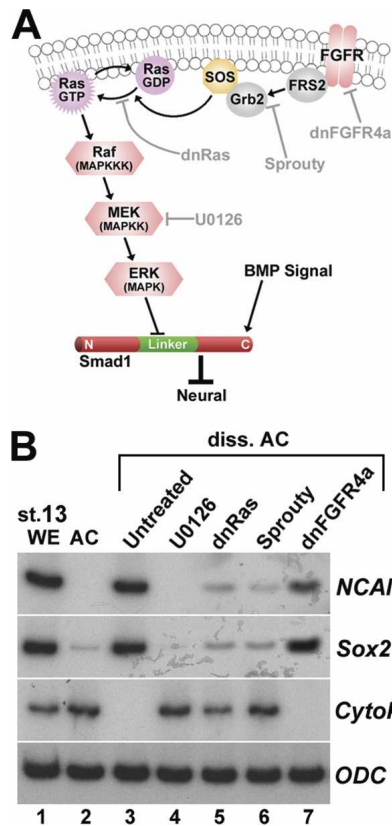 A
FGFR
Ras
GTP
Ras
GDP
SOS
Grb2
FRS2
dnFGFR4a
dnRas
Sprouty
Raf
(MAPKKK)
MEK
(MAPKK)
U0126
ERK
(MAPK)
BMP Signal
N
Linker
C
Smad1
Neural
B
diss. AC
st.13
WE
AC
Untreated
U0126
dnRas
Sprouty
dnFGFR4a
NCAl
Sox2
Cytol
ODC
1 2 3 4 5 6 7